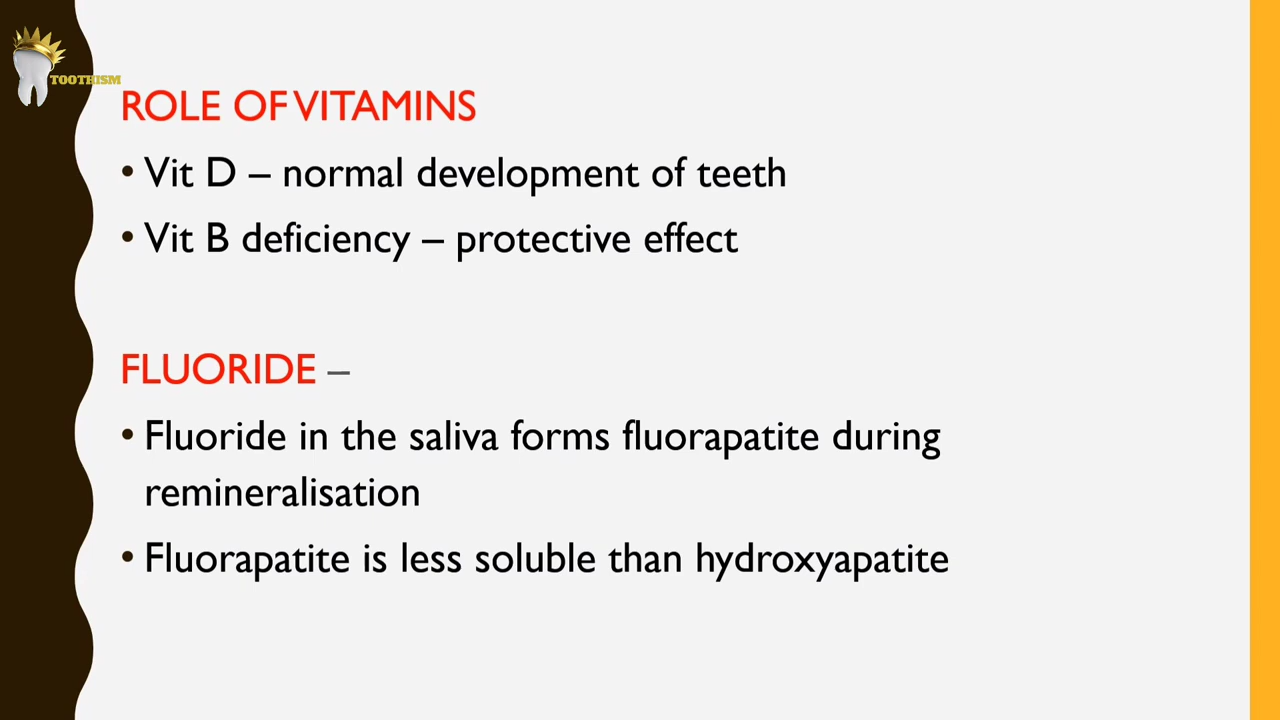 TOOTHISM
ROLE OF VITAMINS
• Vit D – normal development of teeth
• Vit B deficiency – protective effect
FLUORIDE –
• Fluoride in the saliva forms fluorapatite during
remineralisation
• Fluorapatite is less soluble than hydroxyapatite